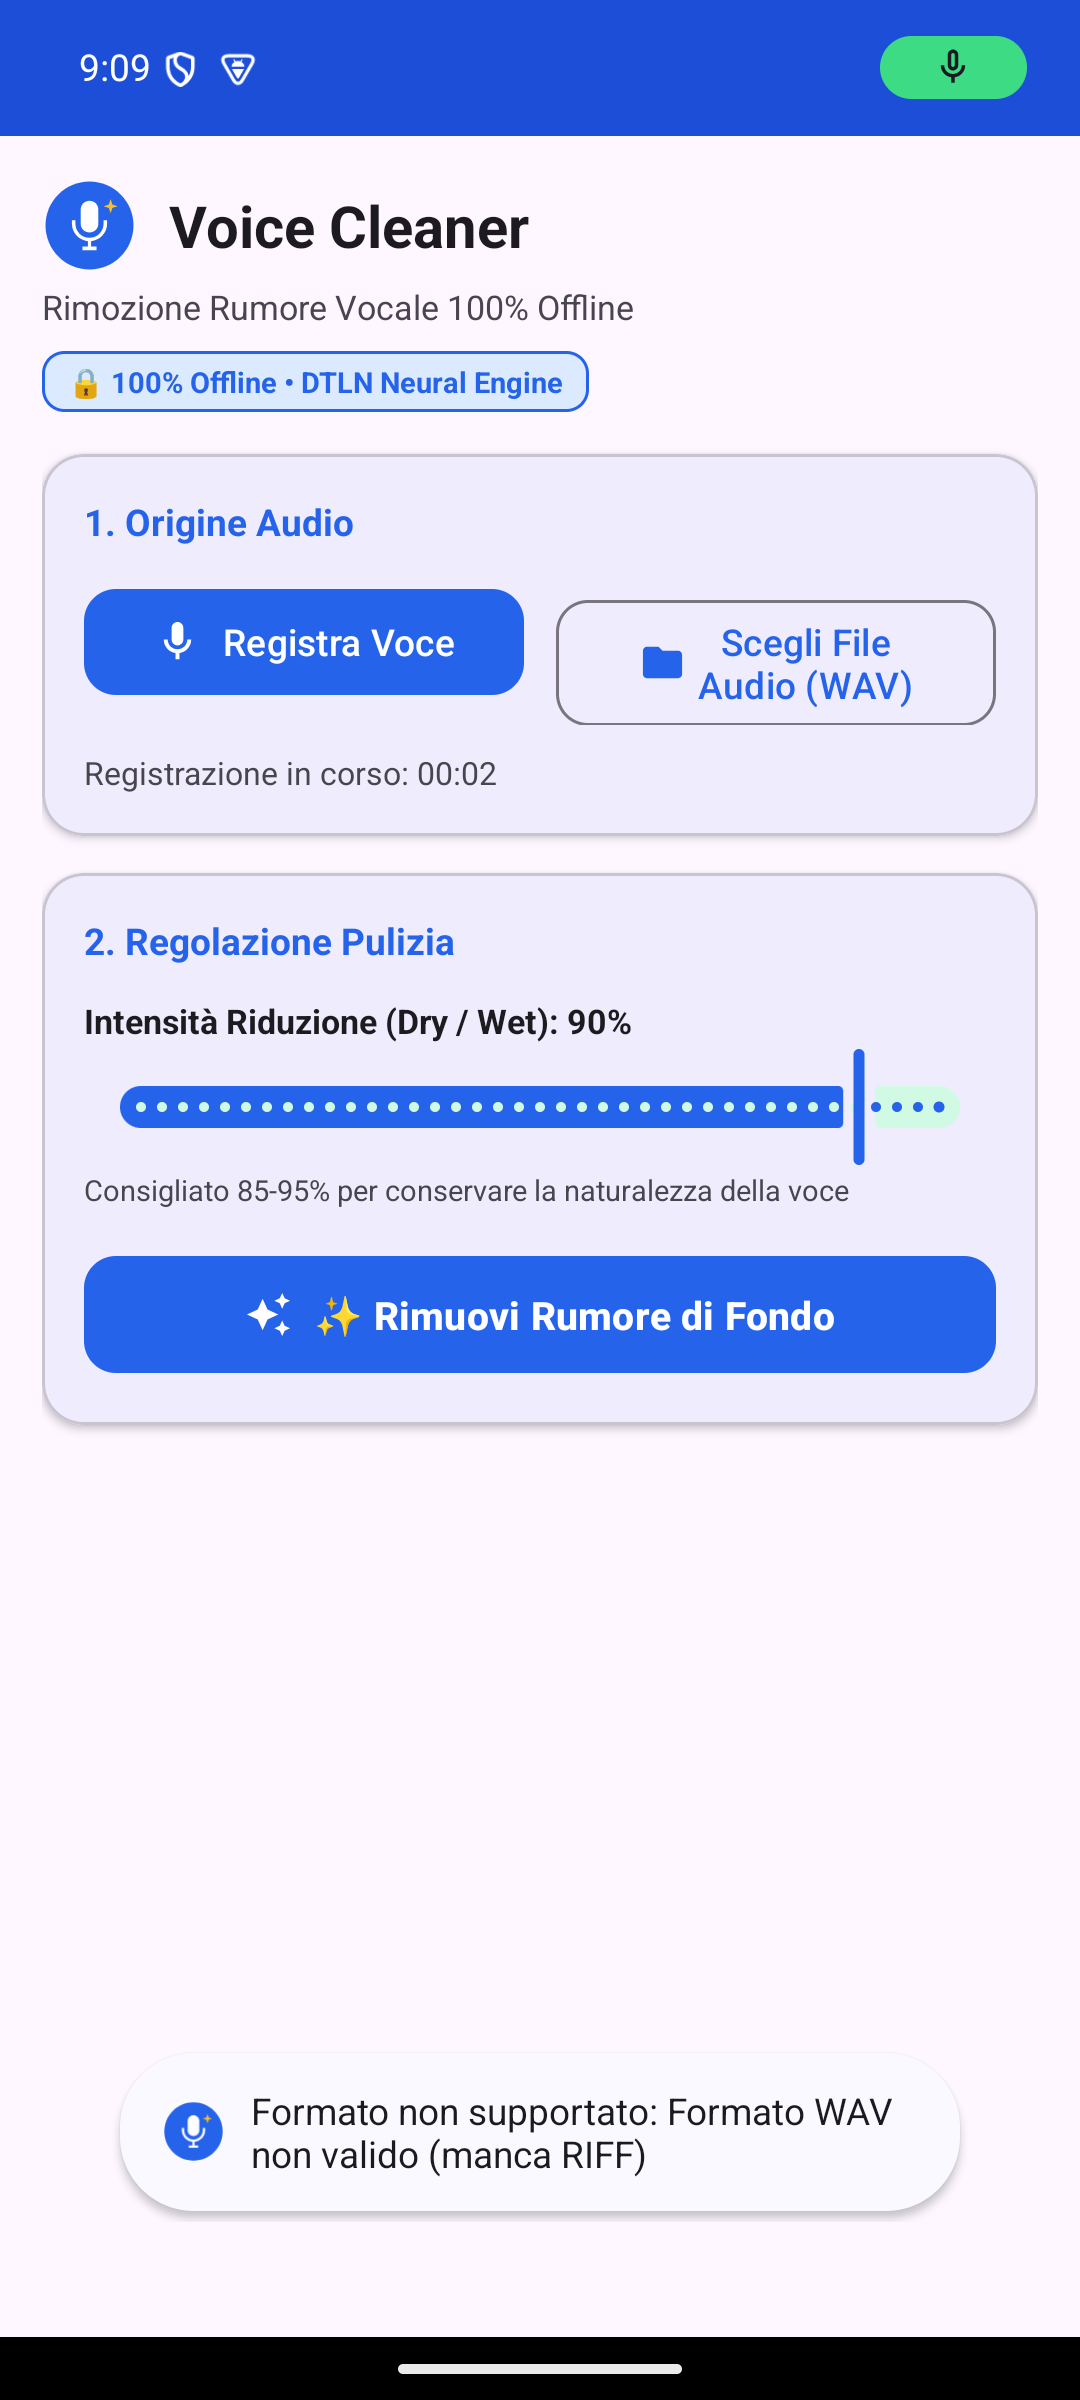 9:09
Voice Cleaner
Rimozione Rumore Vocale 100% Offline
🔒 100% Offline • DTLN Neural Engine
1. Origine Audio
Registra Voce
Scegli File
Audio (WAV)
Registrazione in corso: 00:02
2. Regolazione Pulizia
Intensità Riduzione (Dry / Wet): 90%
Consigliato 85-95% per conservare la naturalezza della voce
✨ Rimuovi Rumore di Fondo
Formato non supportato: Formato WAV
non valido (manca RIFF)